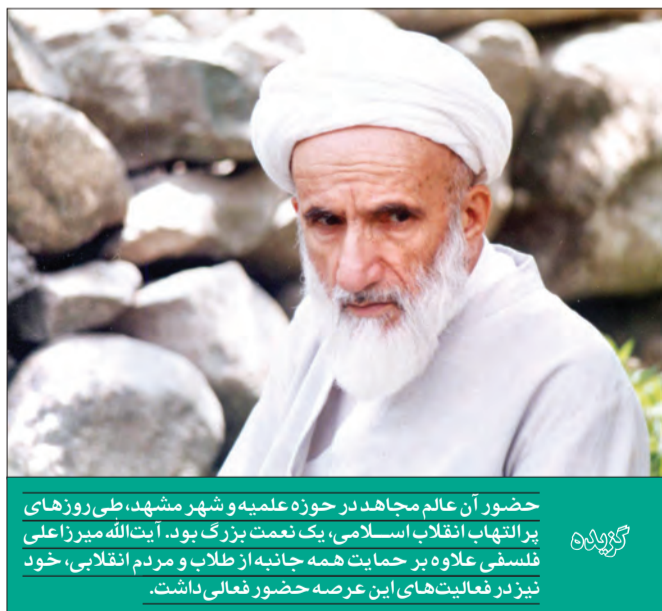 حضور آن عالم مجاهد در حوزه علمیه و شهر مشهد، طی روزهای
پرالتهاب انقلاب اسـلامی، یک نعمت بزرگ بود. آیت‌الله میرزاعلی
فلسفی علاوه بر حمایت همه جانبه از طلاب و مردم انقلابی، خود
نیز در فعالیت‌های این عرصه حضور فعالی داشت.
گزیده